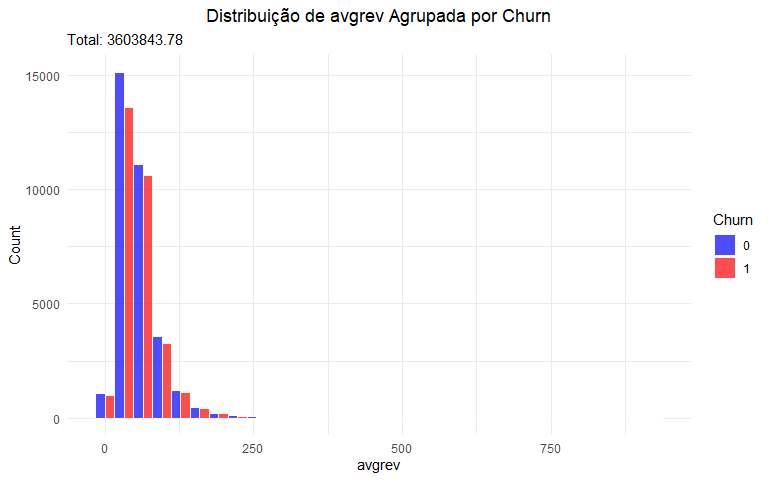 Distribuição de avgrev Agrupada por Churn
Total: 3603843.78
15000
10000
5000
0
Count
0
250
500
750
avgrev
Churn
0
1